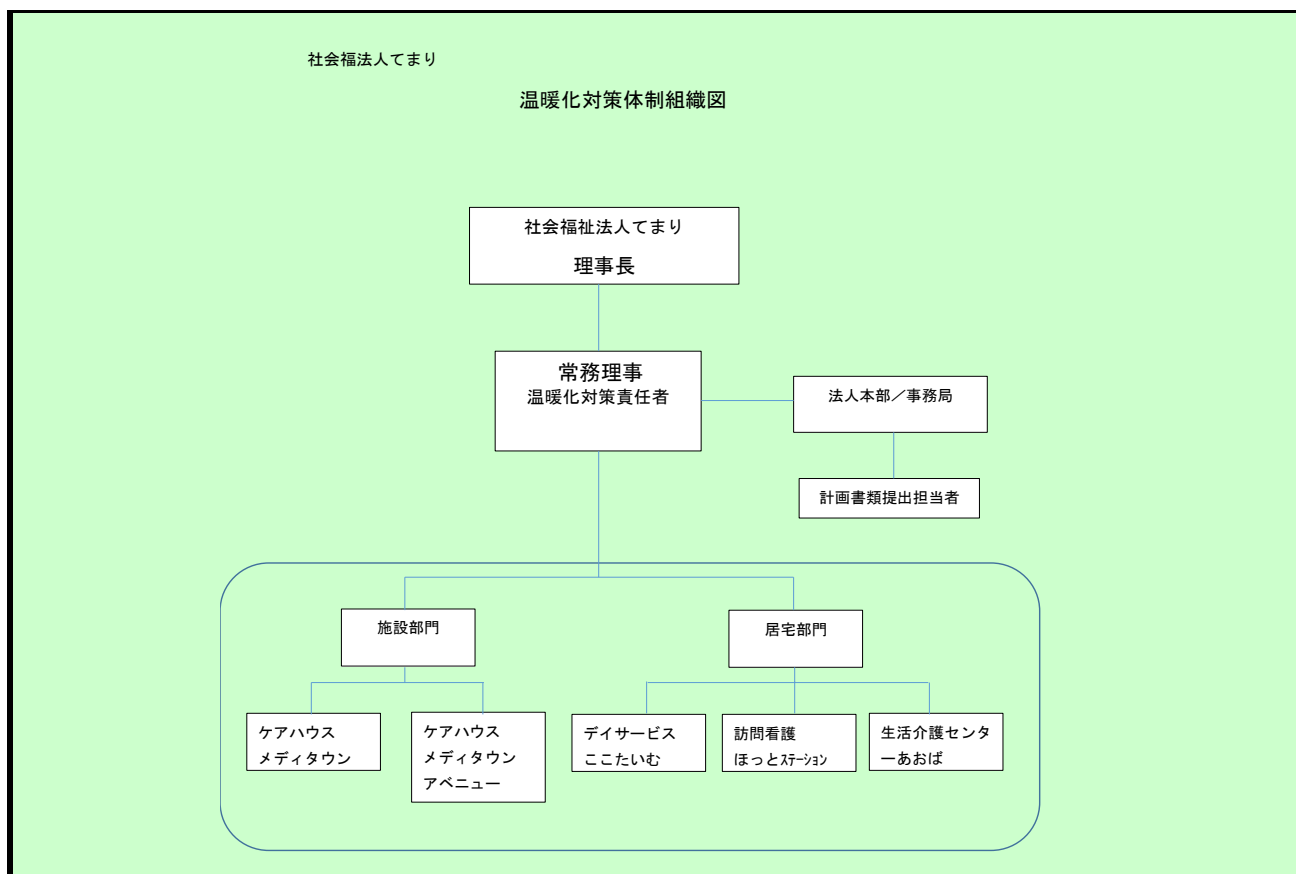 社会福法人てまり
温暖化対策体制組織図
社会福祉法人てまり
理事長
常務理事
温暖化対策責任者
法人本部／事務局
計画書類提出担当者
施設部門
居宅部門
ケアハウス
メディタウン
ケアハウス
メディタウン
アベニュー
デイサービス
ここたいむ
訪問看護
ほっとｽﾃｰｼｮﾝ
生活介護センタ
ーあおば